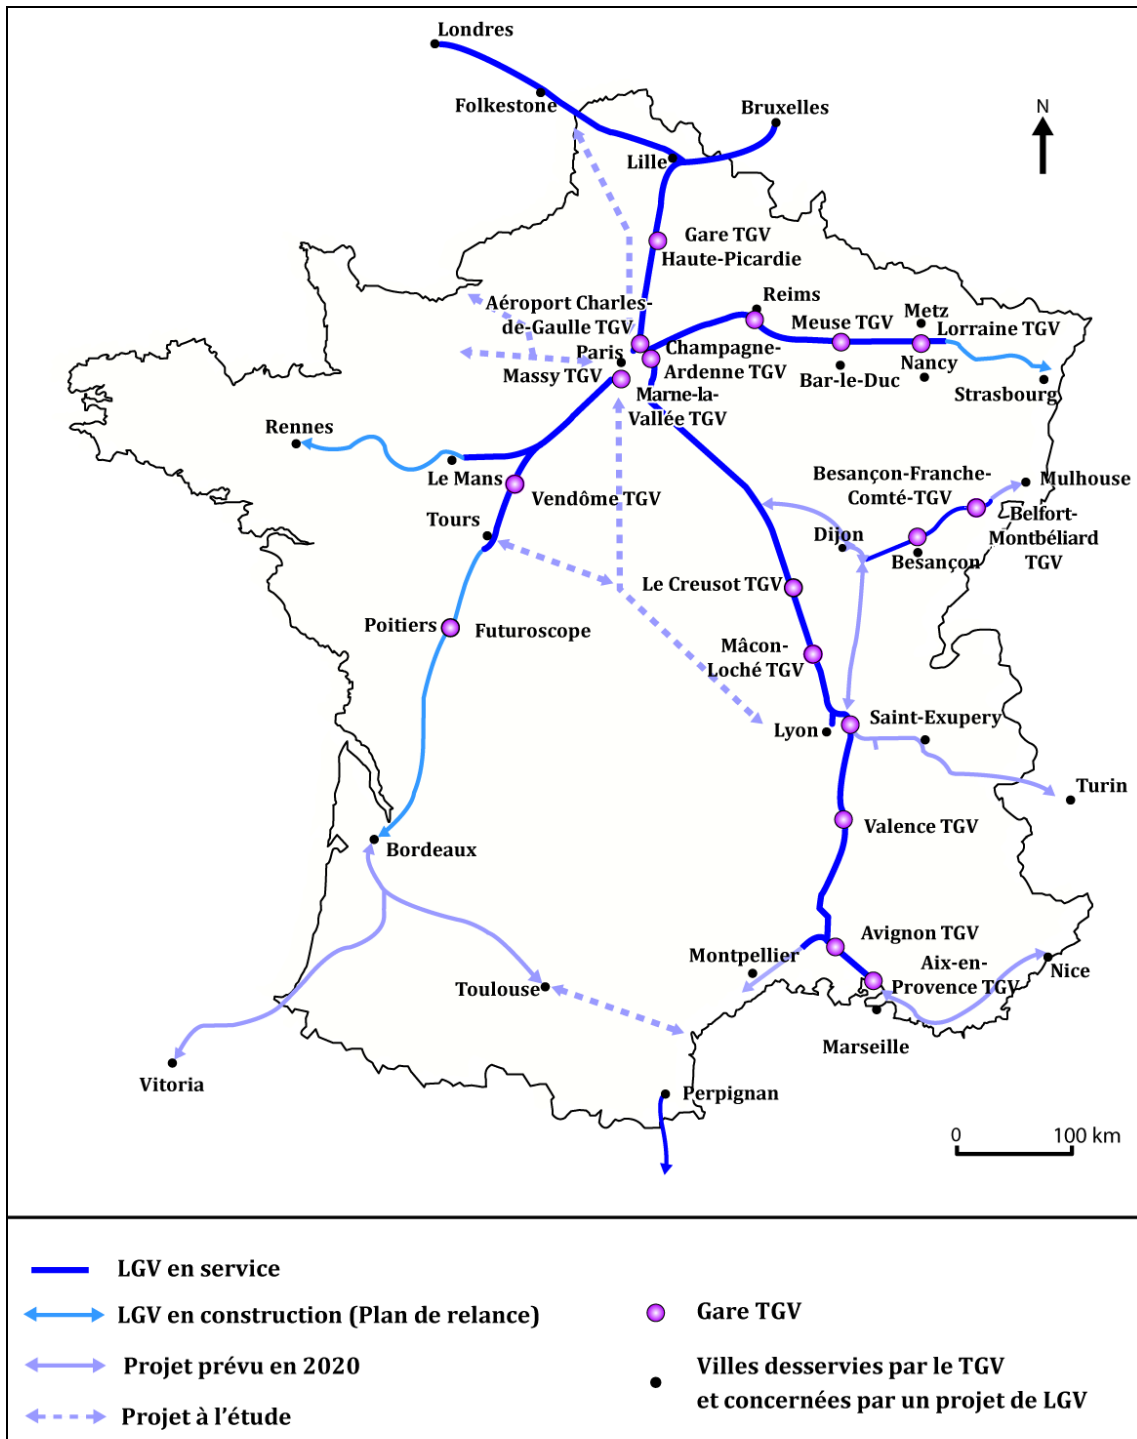 Londres
Folkestone
Bruxelles
N
Lille
Gare TGV
Haute-Picardie
Aéroport Charles-
de-Gaulle TGV
Reims
Meuse TGV
Metz
Lorraine TGV
Paris
Massy TGV
Champagne-
Ardenne TGV
Nancy
Bar-le-Duc
Strasbourg
Marne-la-
Vallée TGV
Rennes
Le Mans
Vendôme TGV
Besançon-Franche-
Comté-TGV
Mulhouse
Belfort-
Montbéliard
TGV
Tours
Dijon
Besançon
Le Creusot TGV
Poitiers
Futuroscope
Mâcon-
Loché TGV
Saint-Exupery
Lyon
Turin
Valence TGV
Bordeaux
Avignon TGV
Montpellier
Aix-en-
Provence TGV
Nice
Toulouse
Marseille
Vitoria
Perpignan
0 100 km
LGV en service
LGV en construction (Plan de relance)
Projet prévu en 2020
Projet à l'étude
Gare TGV
Villes desservies par le TGV
et concernées par un projet de LGV